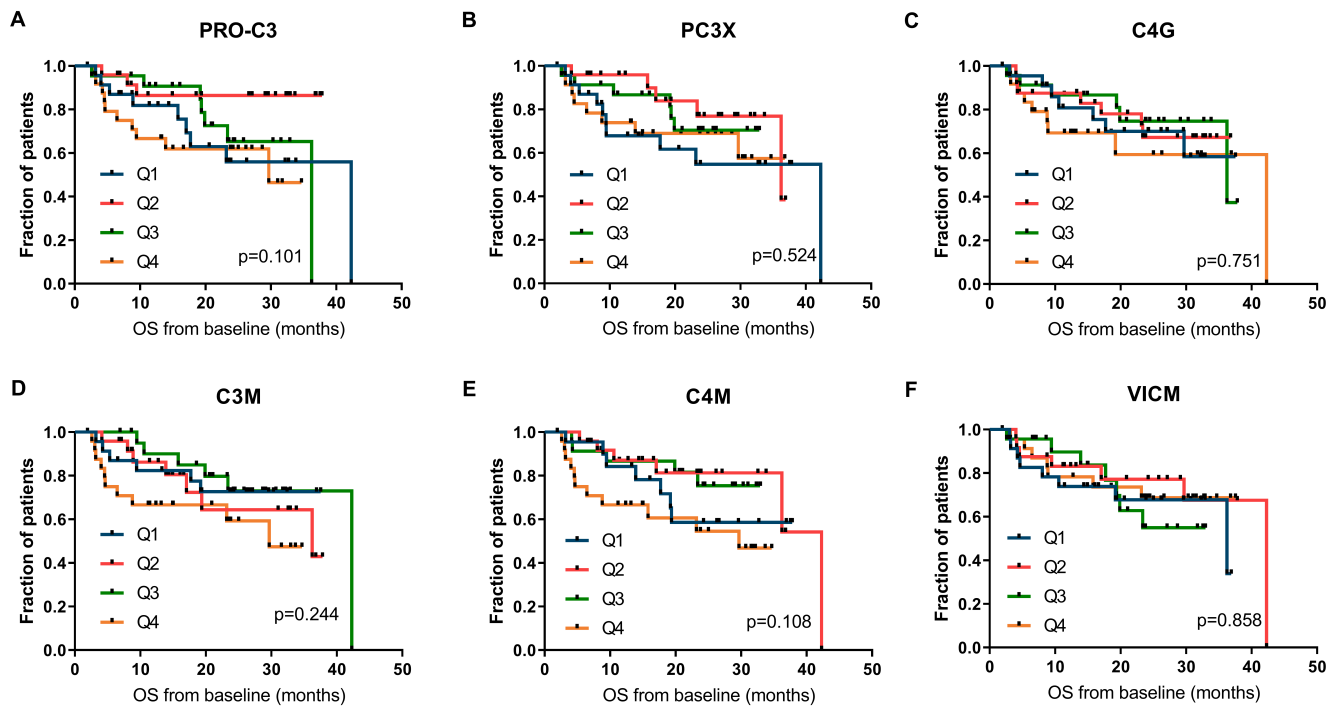 A
PRO-C3
Fraction of patients
1.0
0.8
0.6
0.4
0.2
0.0
Q1
Q2
Q3
Q4
p=0.101
0 10 20 30 40 50
OS from baseline (months)
B
PC3X
Fraction of patients
1.0
0.8
0.6
0.4
0.2
0.0
Q1
Q2
Q3
Q4
p=0.524
0 10 20 30 40 50
OS from baseline (months)
C
C4G
Fraction of patients
1.0
0.8
0.6
0.4
0.2
0.0
Q1
Q2
Q3
Q4
p=0.751
0 10 20 30 40 50
OS from baseline (months)
D
C3M
Fraction of patients
1.0
0.8
0.6
0.4
0.2
0.0
Q1
Q2
Q3
Q4
p=0.244
0 10 20 30 40 50
OS from baseline (months)
E
C4M
Fraction of patients
1.0
0.8
0.6
0.4
0.2
0.0
Q1
Q2
Q3
Q4
p=0.108
0 10 20 30 40 50
OS from baseline (months)
F
VICM
Fraction of patients
1.0
0.8
0.6
0.4
0.2
0.0
Q1
Q2
Q3
Q4
p=0.858
0 10 20 30 40 50
OS from baseline (months)